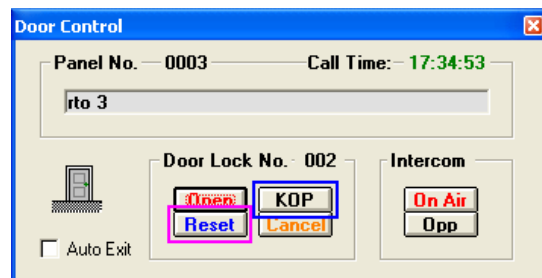 Door Control
Panel No. 0003 Call Time: 17:34:53
rto 3
Door Lock No. 002 Intercom
Open KOP On Air
Reset Cancel Opp
Auto Exit